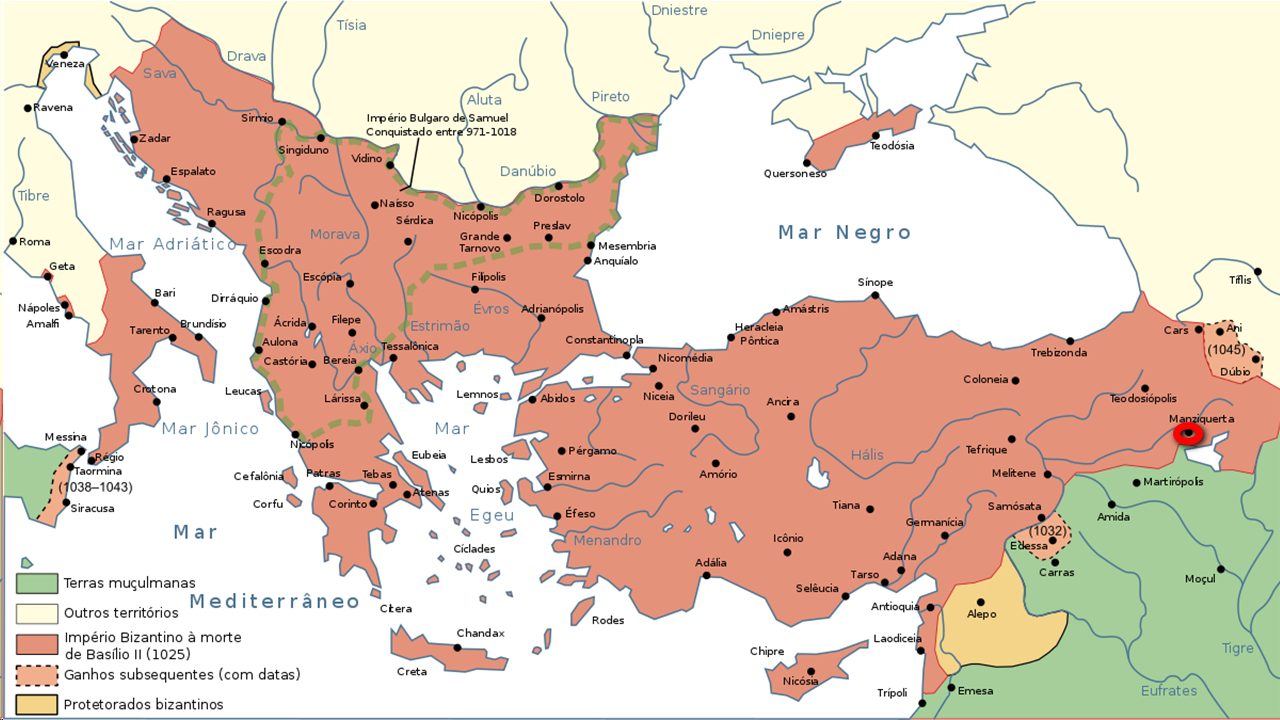 Dniestre
Tísia
Dniepre
Drava
Veneza
Sava
Aluta
Pireto
Ravena
Sírmio
Império Bulgaro de Samuel
Conquistado entre 971-1018
Zadar
Singiduno
Teodósia
Vidino
Quersoneso
Espalato
Danúbio
Tibre
Dorostolo
Naísso
Ragusa
Nicópolis
Sérdica
Preslav
Morava
Grande
Tarnovo
Mar Negro
Roma
Mar Adriático
Mesembria
Escodra
Anquíalo
Geta
Escópia
Filípolis
Tíflis
Sínope
Bari
Dirráquio
Nápoles
Évros
Adrianópolis
Amástris
Amalfi
Tarento
Brundísio
Ácrida
Filepe
Estrimão
Heracleia
Pôntica
Cars
Ani
Aulona
Áxio
Tessalônica
Constantinopla
(1045)
Trebizonda
Castória
Bereia
Nicomédia
Dúbio
Coloneia
Crotona
Leucas
Lemnos
Abidos
Niceia
Sangário
Lárissa
Ancira
Teodosiópolis
Dorileu
Manziquerta
Mar Jônico
Mar
Messina
Nicópolis
Régio
Eubeia
Lesbos
Pérgamo
Hális
Tefrique
Taormina
Cefalônia
Patras
Tebas
Esmirna
Amório
Melitene
(1038–1043)
Martirópolis
Atenas
Quios
Siracusa
Corfu
Corinto
Éfeso
Tiana
Samósata
Amida
Egeu
Germanícia
(1032)
Mar
Menandro
Icônio
Edessa
Cíclades
Adália
Adana
Carras
Tarso
Moçul
Terras muçulmanas
Selêucia
Mediterrâneo
Citera
Antioquia
Outros territórios
Rodes
Alepo
Império Bizantino à morte
de Basílio II (1025)
Chandax
Laodiceia
Chipre
Tigre
Ganhos subsequentes (com datas)
Creta
Nicósia
Trípoli
Emesa
Eufrates
Protetorados bizantinos